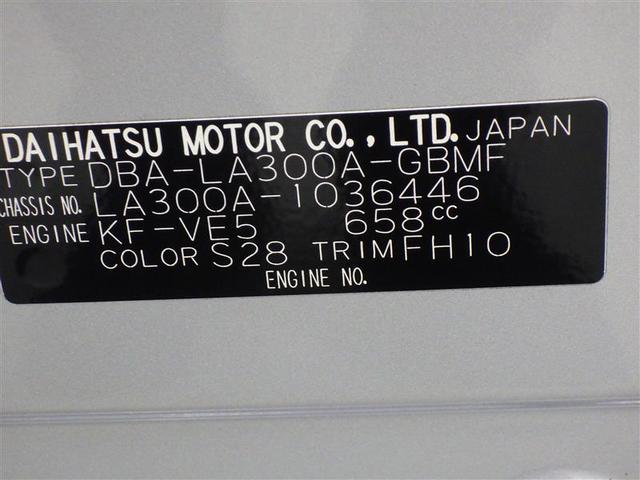 DAIHATSU MOTOR CO., LTD. JAPAN
TYPE DBA-LA300A-GBMF
CHASSIS NO. LA300A-1036446
ENGINE KF-VE5 658cc
COLOR S28 TRIM FH10
ENGINE NO.